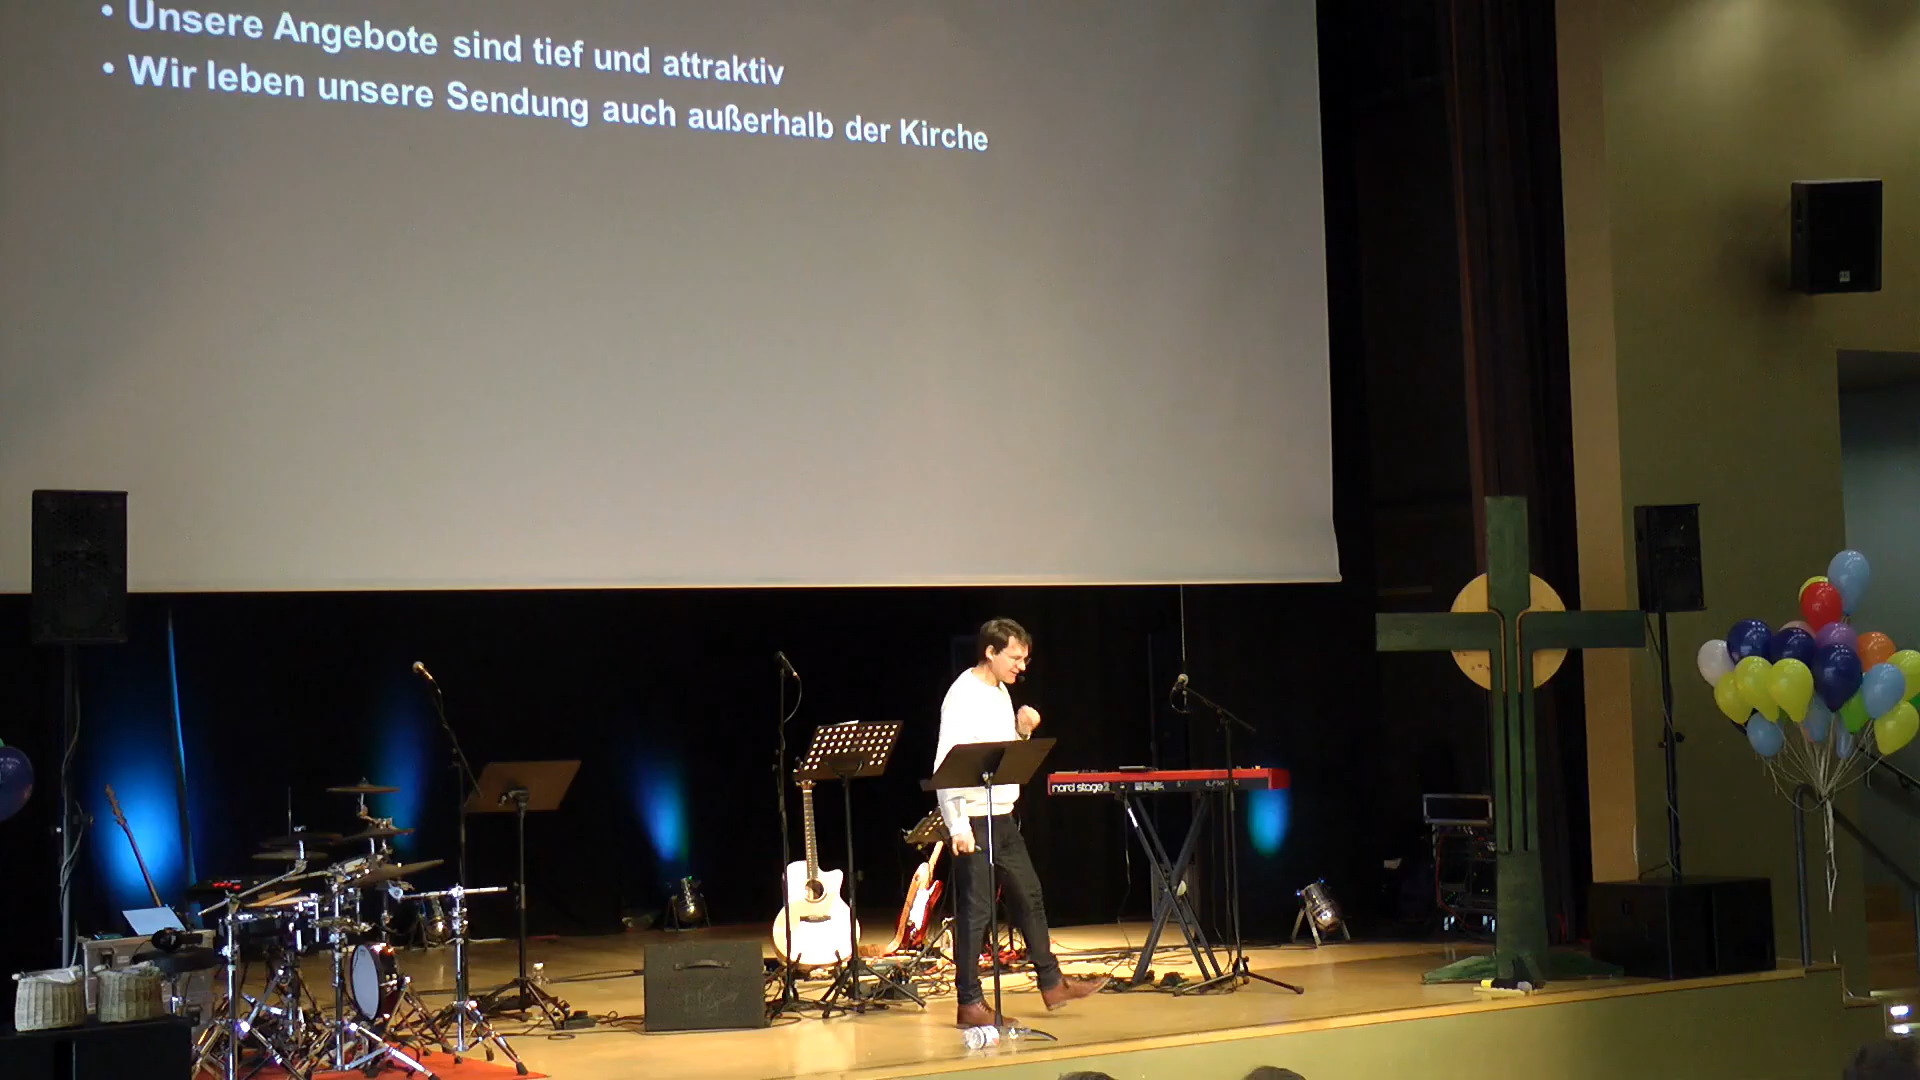 • Unsere Angebote sind tief und attraktiv
• Wir leben unsere Sendung auch außerhalb der Kirche
nord stage 2